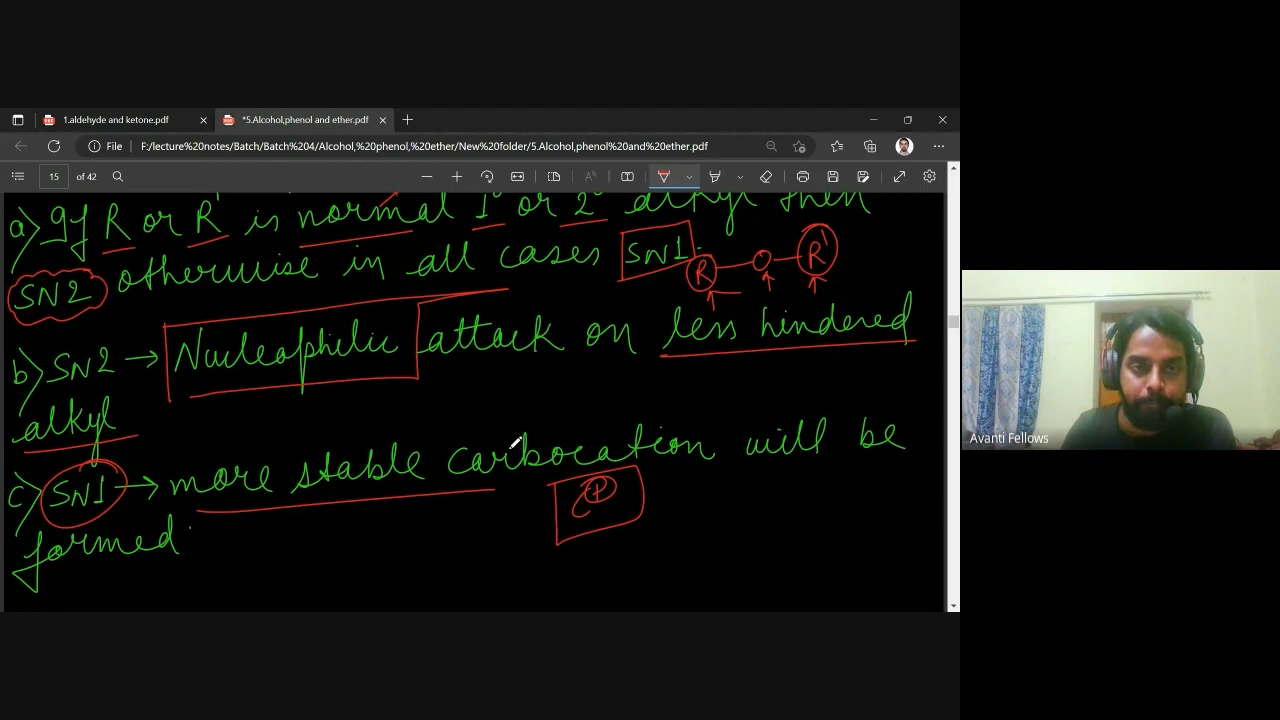 1.aldehyde and ketone.pdf
*5.Alcohol,phenol and ether.pdf
File
F:/lecture%20notes/Batch/Batch%204/Alcohol,%20phenol,%20ether/New%20folder/5.Alcohol,phenol%20and%20ether.pdf
15 of 42
a) If R or R' is normal 1° or 2° alkyl then
SN2 otherwise in all cases SN1.
R-O-R'
b) SN2 → Nucleophilic attack on less hindered
alkyl
c) SN1 → more stable carbocation will be
C⊕
formed
Avanti Fellows